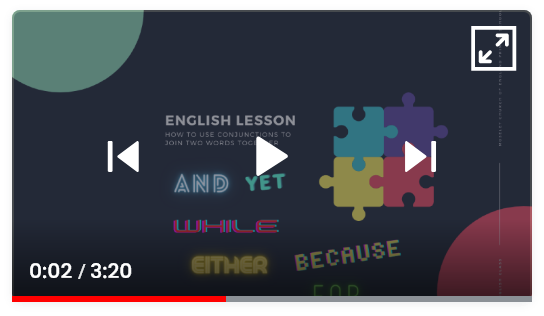 ENGLISH LESSON
HOW TO USE CONJUNCTIONS TO
JOIN TWO WORDS TOGETHER
AND YET
WHILE
EITHER
BECAUSE
FOR
0:02 / 3:20